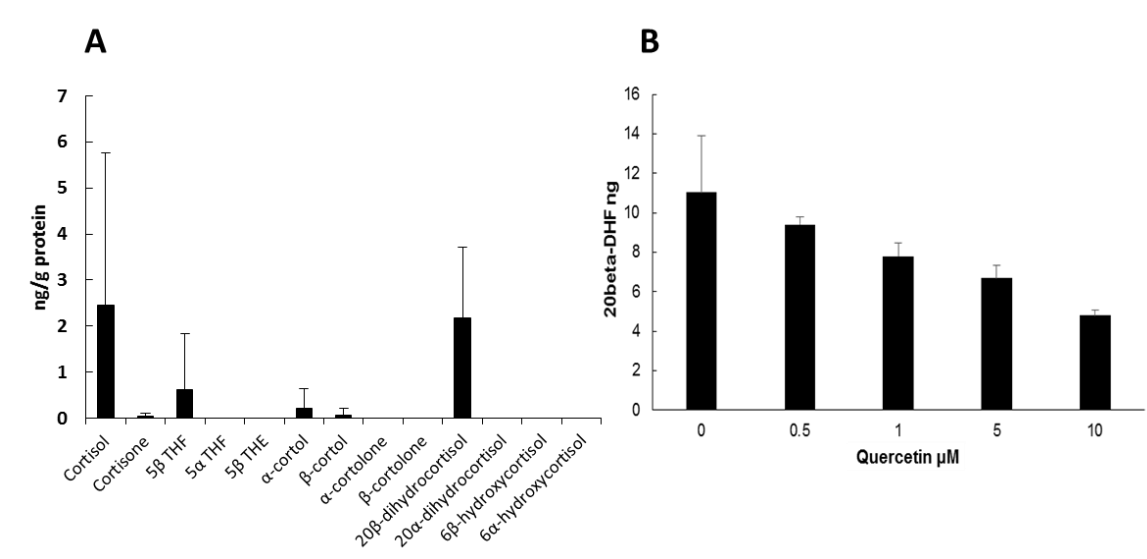 A
7
6
5
4
3
2
1
0
ng/g protein
Cortisol
Cortisone
5β THF
5α THF
5β THE
α-cortol
β-cortol
α-cortolone
β-cortolone
20β-dihydrocortisol
20α-dihydrocortisol
6β-hydroxycortisol
6α-hydroxycortisol
B
16
14
12
10
8
6
4
2
0
20beta-DHF ng
0 0.5 1 5 10
Quercetin µM